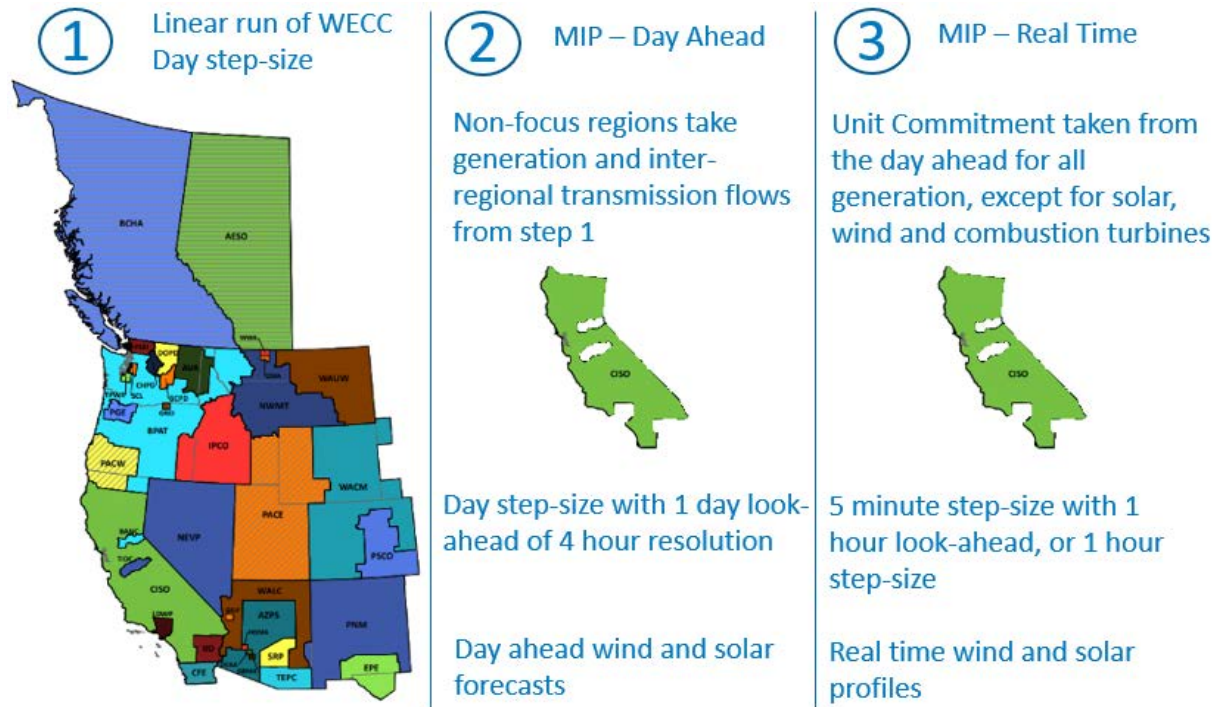 1
Linear run of WECC
Day step-size
BCHA
AESO
WAUW
NWMT
DOPD
CHPD
TPWR
SCL
GCPD
PGE
BPAT
IPCO
PACW
PACE
WACM
NEVP
PSCO
BANC
CISO
WALC
AZPS
PNM
SRP
CFE
TEPC
EPE
2
MIP – Day Ahead
Non-focus regions take
generation and inter-
regional transmission flows
from step 1
CISO
Day step-size with 1 day look-
ahead of 4 hour resolution
Day ahead wind and solar
forecasts
3
MIP – Real Time
Unit Commitment taken from
the day ahead for all
generation, except for solar,
wind and combustion turbines
CISO
5 minute step-size with 1
hour look-ahead, or 1 hour
step-size
Real time wind and solar
profiles